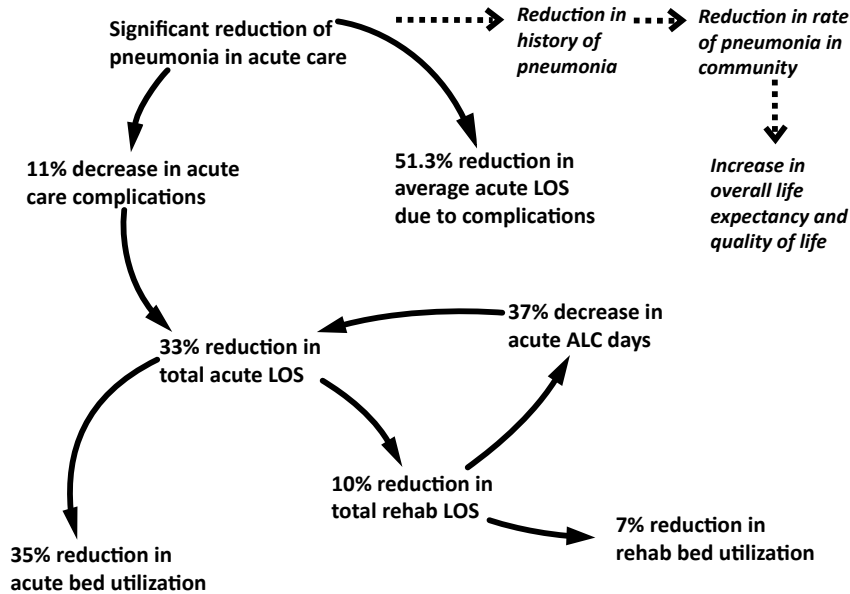 Significant reduction of
pneumonia in acute care
Reduction in
history of
pneumonia
Reduction in rate
of pneumonia in
community
11% decrease in acute
care complications
51.3% reduction in
average acute LOS
due to complications
Increase in
overall life
expectancy and
quality of life
37% decrease in
acute ALC days
33% reduction in
total acute LOS
10% reduction in
total rehab LOS
7% reduction in
rehab bed utilization
35% reduction in
acute bed utilization